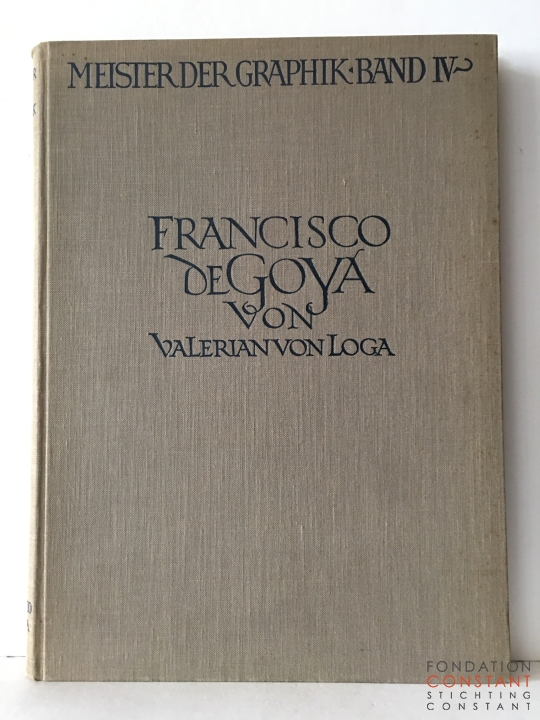 MEISTER DER GRAPHIK · BAND IV
FRANCISCO
DE GOYA
VON
VALERIAN VON LOGA
FONDATION
CONSTANT
STICHTING
CONSTANT